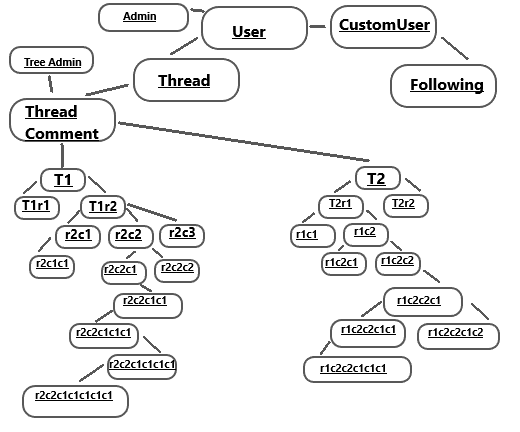 Admin
User
CustomUser
Tree Admin
Thread
Following
Thread
Comment
T1
T2
T1r1
T1r2
T2r1
T2r2
r2c1
r2c2
r2c3
r1c1
r1c2
r2c1c1
r2c2c1
r2c2c2
r1c2c1
r1c2c2
r2c2c1c1
r1c2c2c1
r2c2c1c1c1
r1c2c2c1c1
r1c2c2c1c2
r2c2c1c1c1c1
r1c2c2c1c1c1
r2c2c1c1c1c1c1